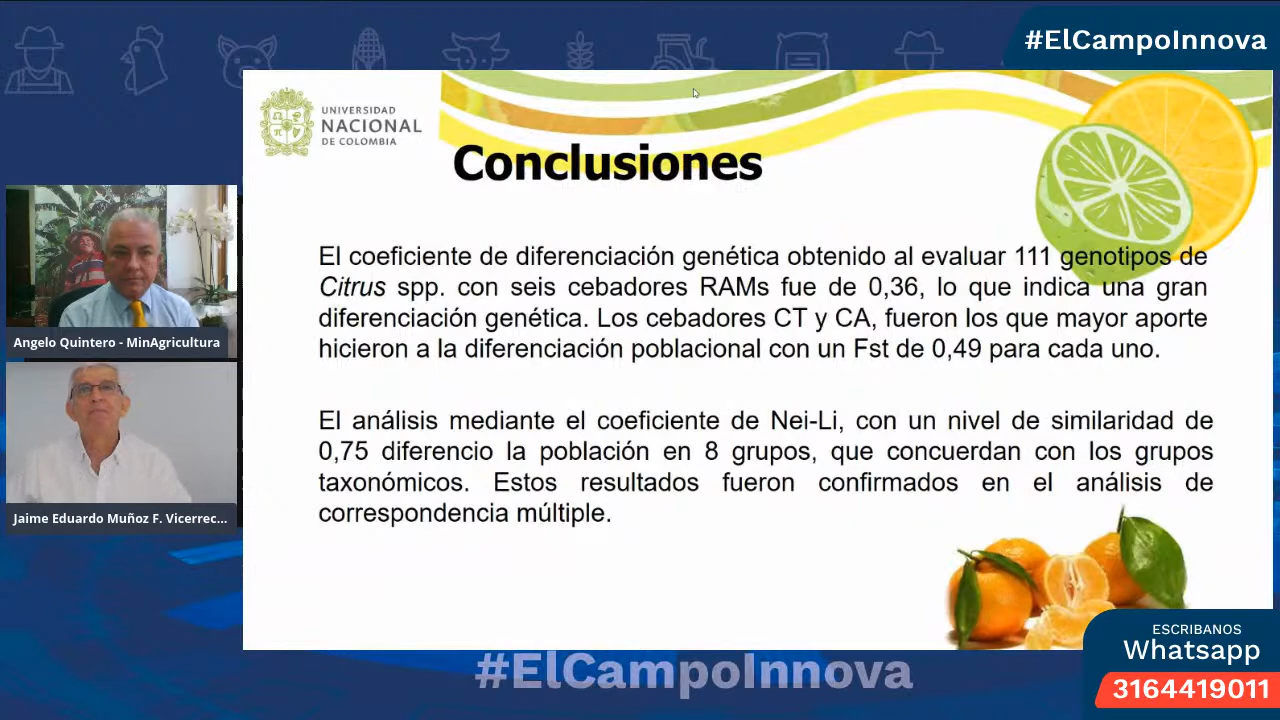 #ElCampoInnova
UNIVERSIDAD
NACIONAL
DE COLOMBIA
Conclusiones
El coeficiente de diferenciación genética obtenido al evaluar 111 genotipos de
Citrus spp. con seis cebadores RAMs fue de 0,36, lo que indica una gran
diferenciación genética. Los cebadores CT y CA, fueron los que mayor aporte
hicieron a la diferenciación poblacional con un Fst de 0,49 para cada uno.
El análisis mediante el coeficiente de Nei-Li, con un nivel de similaridad de
0,75 diferencio la población en 8 grupos, que concuerdan con los grupos
taxonómicos. Estos resultados fueron confirmados en el análisis de
correspondencia múltiple.
Angelo Quintero - MinAgricultura
Jaime Eduardo Muñoz F. Vicerrec...
ESCRIBANOS
Whatsapp
3164419011
#ElCampoInnova